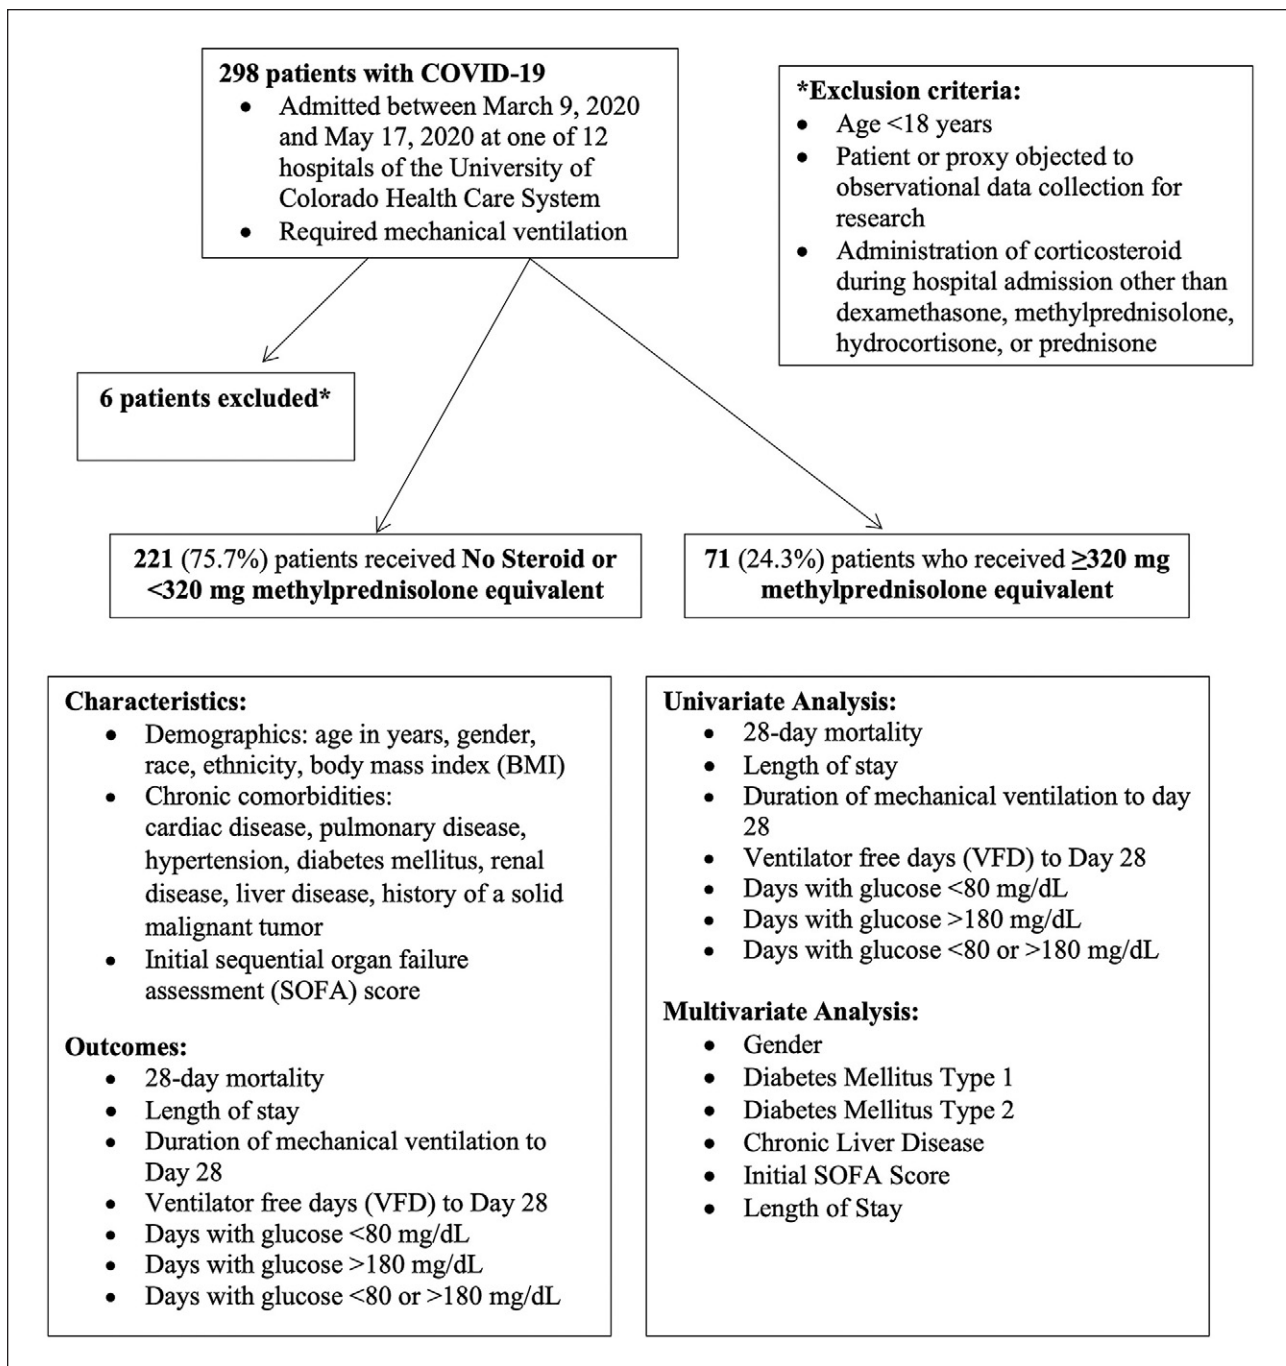 298 patients with COVID-19
• Admitted between March 9, 2020
and May 17, 2020 at one of 12
hospitals of the University of
Colorado Health Care System
• Required mechanical ventilation
*Exclusion criteria:
• Age <18 years
• Patient or proxy objected to
observational data collection for
research
• Administration of corticosteroid
during hospital admission other than
dexamethasone, methylprednisolone,
hydrocortisone, or prednisone
6 patients excluded*
221 (75.7%) patients received No Steroid or
<320 mg methylprednisolone equivalent
71 (24.3%) patients who received ≥320 mg
methylprednisolone equivalent
Characteristics:
• Demographics: age in years, gender,
race, ethnicity, body mass index (BMI)
• Chronic comorbidities:
cardiac disease, pulmonary disease,
hypertension, diabetes mellitus, renal
disease, liver disease, history of a solid
malignant tumor
• Initial sequential organ failure
assessment (SOFA) score
Outcomes:
• 28-day mortality
• Length of stay
• Duration of mechanical ventilation to
Day 28
• Ventilator free days (VFD) to Day 28
• Days with glucose <80 mg/dL
• Days with glucose >180 mg/dL
• Days with glucose <80 or >180 mg/dL
Univariate Analysis:
• 28-day mortality
• Length of stay
• Duration of mechanical ventilation to day
28
• Ventilator free days (VFD) to Day 28
• Days with glucose <80 mg/dL
• Days with glucose >180 mg/dL
• Days with glucose <80 or >180 mg/dL
Multivariate Analysis:
• Gender
• Diabetes Mellitus Type 1
• Diabetes Mellitus Type 2
• Chronic Liver Disease
• Initial SOFA Score
• Length of Stay